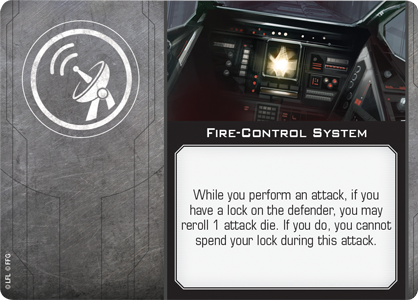 FIRE-CONTROL SYSTEM
While you perform an attack, if you
have a lock on the defender, you may
reroll 1 attack die. If you do, you cannot
spend your lock during this attack.
© LFL © FFG